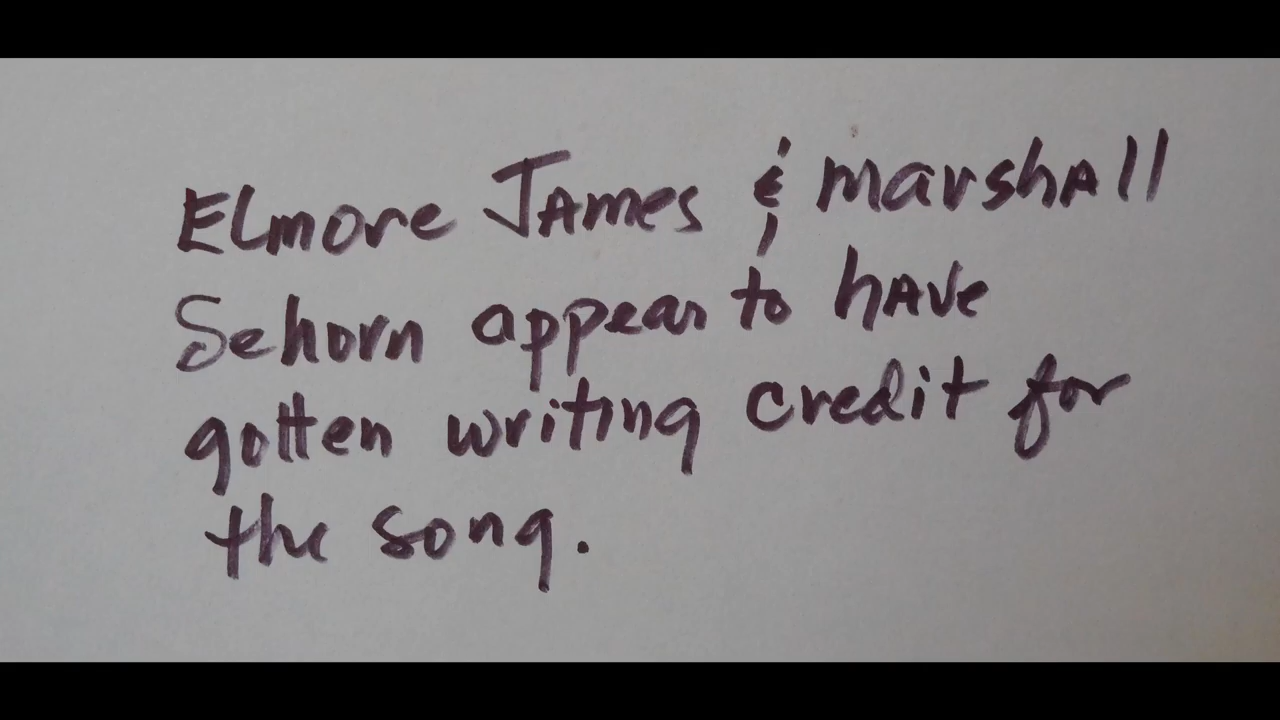 Elmore James & Marshall
Sehorn appear to have
gotten writing credit for
the song.